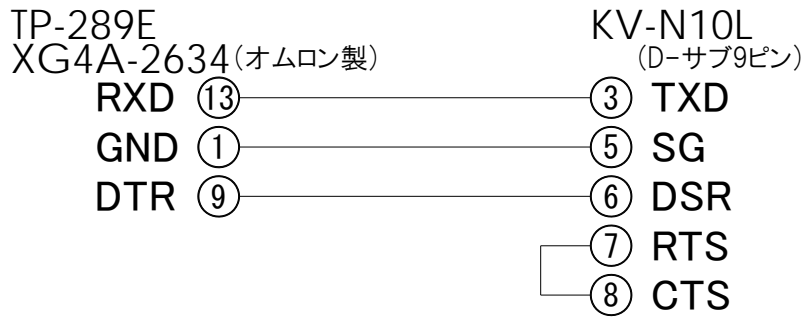 TP-289E KV-N10L
XG4A-2634(オムロン製) (D-サブ9ピン)
RXD 13 3 TXD
GND 1 5 SG
DTR 9 6 DSR
7 RTS
8 CTS